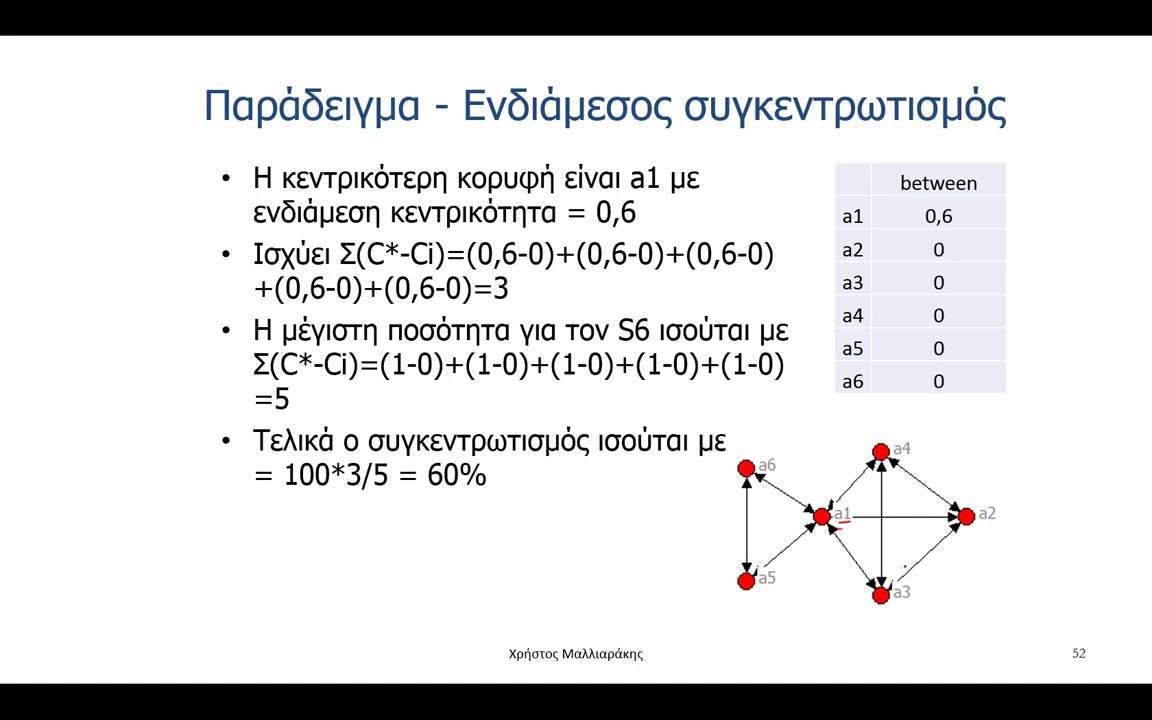 Παράδειγμα - Ενδιάμεσος συγκεντρωτισμός
• Η κεντρικότερη κορυφή είναι a1 με
ενδιάμεση κεντρικότητα = 0,6
• Ισχύει Σ(C*-Ci)=(0,6-0)+(0,6-0)+(0,6-0)
+(0,6-0)+(0,6-0)=3
• Η μέγιστη ποσότητα για τον S6 ισούται με
Σ(C*-Ci)=(1-0)+(1-0)+(1-0)+(1-0)+(1-0)
=5
• Τελικά ο συγκεντρωτισμός ισούται με
= 100*3/5 = 60%
between
a1 0,6
a2 0
a3 0
a4 0
a5 0
a6 0
a4
a6
a1
a2
a5
a3
Χρήστος Μαλλιαράκης
52